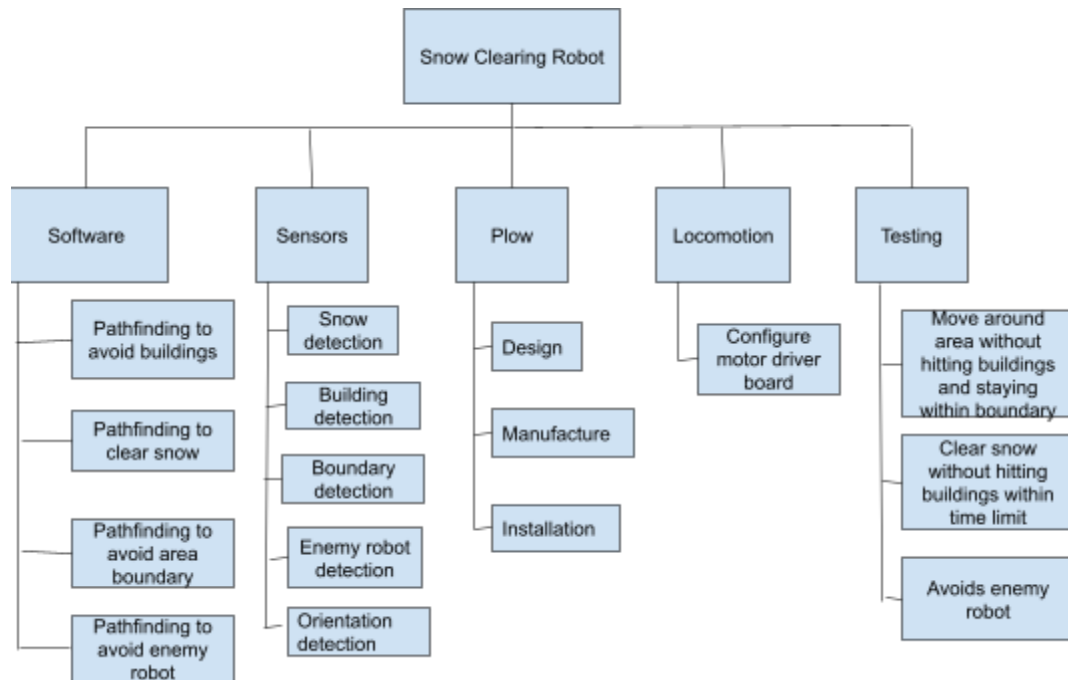 Snow Clearing Robot
Software
Sensors
Plow
Locomotion
Testing
Pathfinding to
avoid buildings
Pathfinding to
clear snow
Pathfinding to
avoid area
boundary
Pathfinding to
avoid enemy
robot
Snow
detection
Building
detection
Boundary
detection
Enemy robot
detection
Orientation
detection
Design
Manufacture
Installation
Configure
motor driver
board
Move around
area without
hitting buildings
and staying
within boundary
Clear snow
without hitting
buildings within
time limit
Avoids enemy
robot